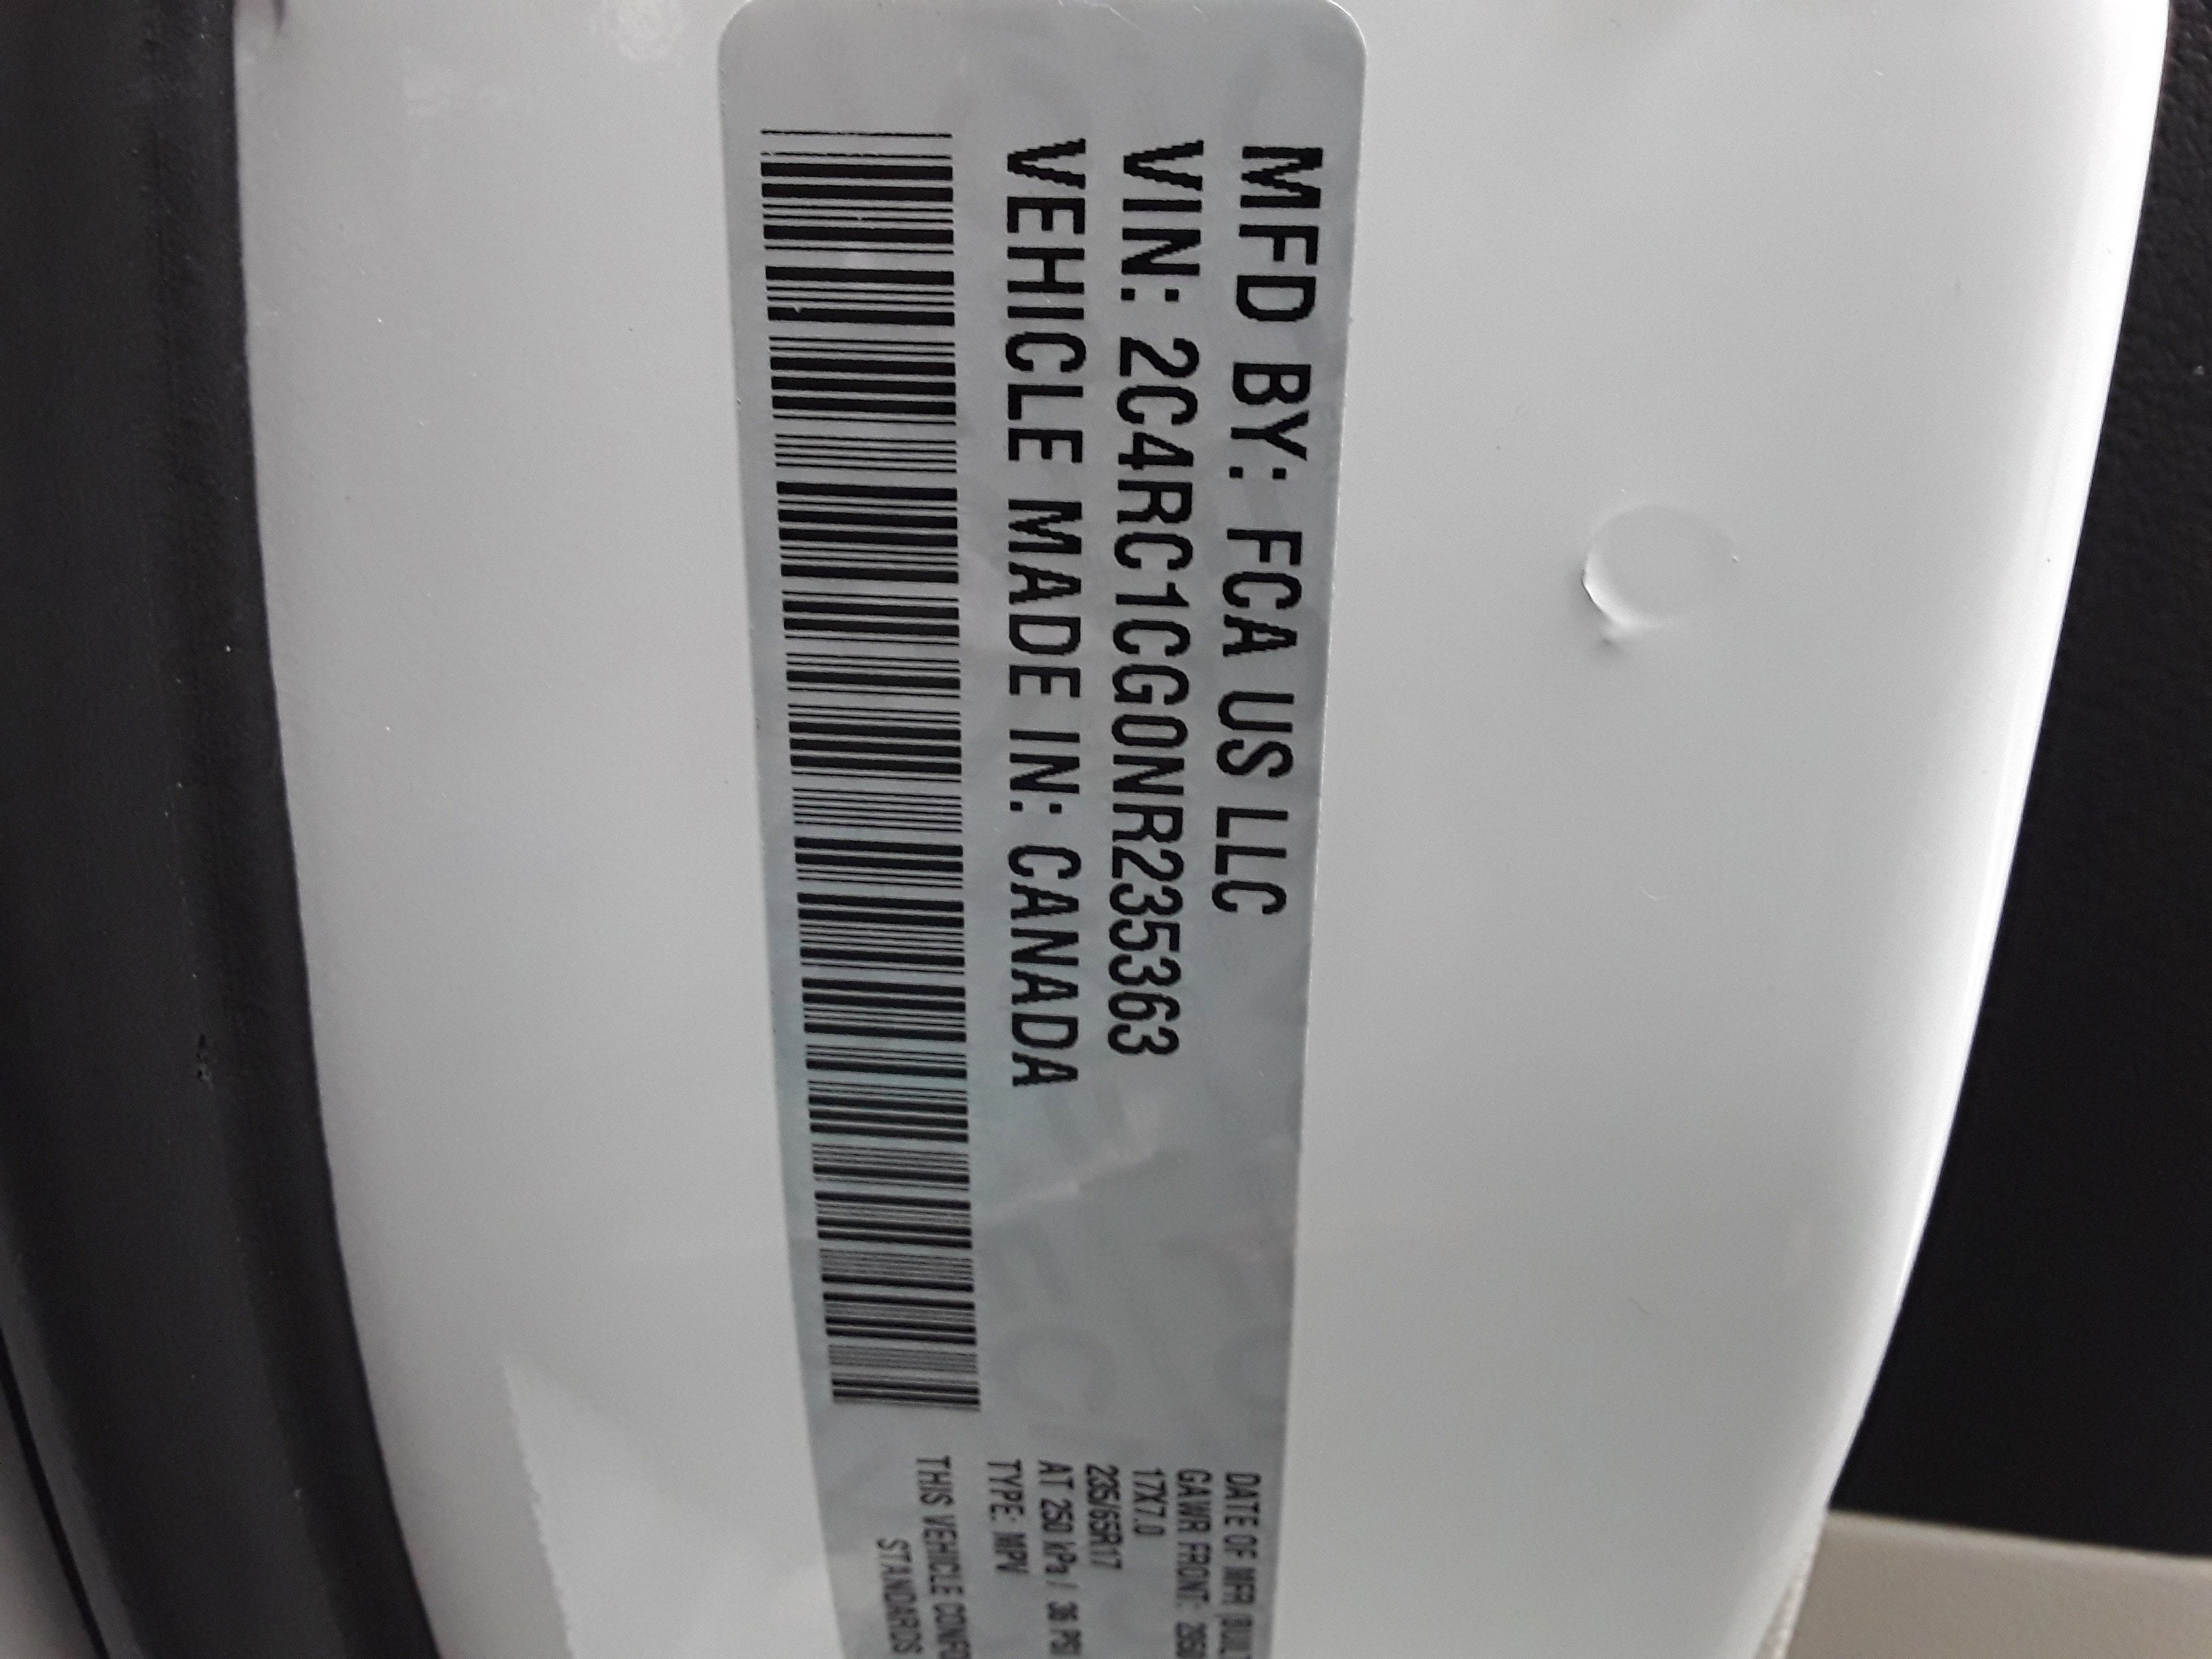 MFD BY: FCA US LLC
VIN: 2C4RC1CG0NR235363
VEHICLE MADE IN: CANADA
DATE OF MFR
GAWR FRONT:
17X7.0
235/65R17
AT 250 kPa / 36 PSI
TYPE: MPV
THIS VEHICLE
STANDARDS